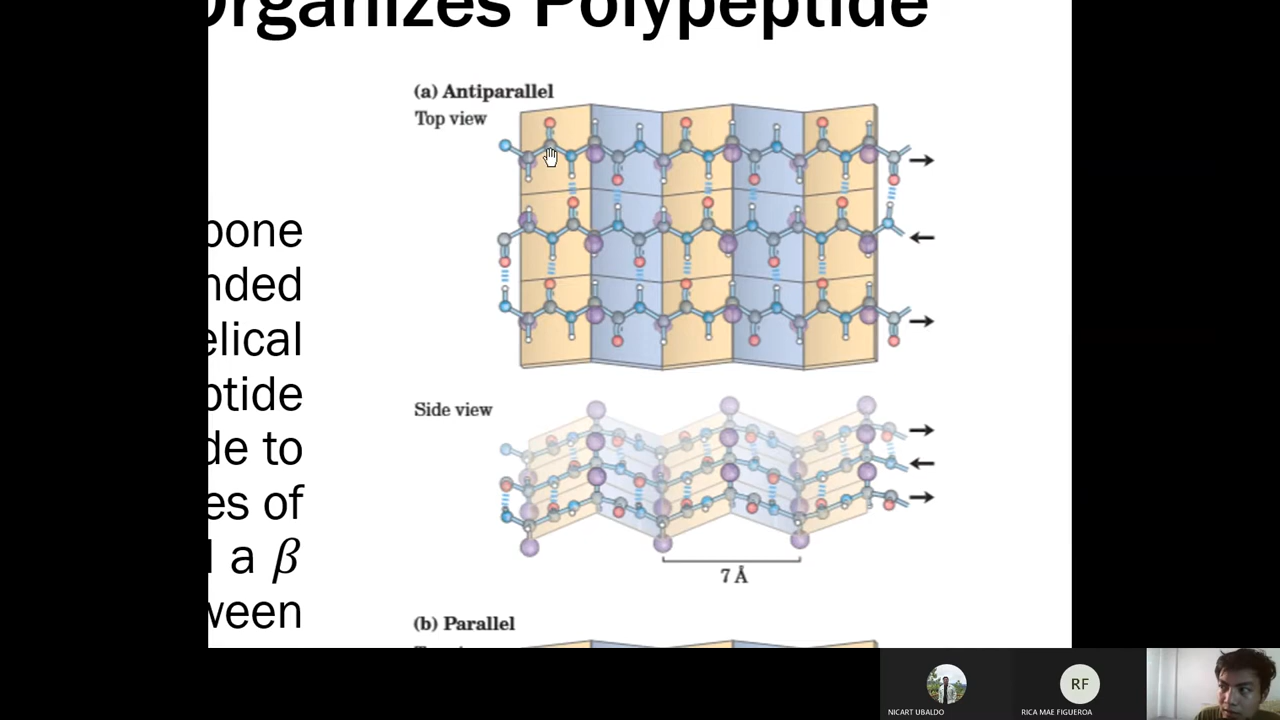 Organizes Polypeptide
(a) Antiparallel
Top view
bone
nded
elical
ptide
de to
es of
a β
ween
Side view
7 Å
(b) Parallel
RF
NICART UBALDO
RICA MAE FIGUEROA